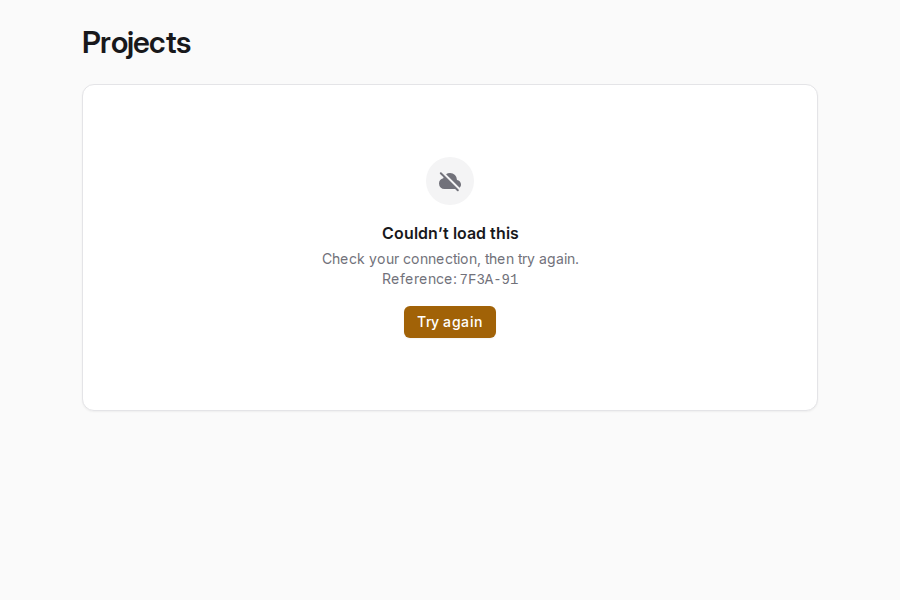 Projects
Couldn’t load this
Check your connection, then try again.
Reference: 7F3A-91
Try again